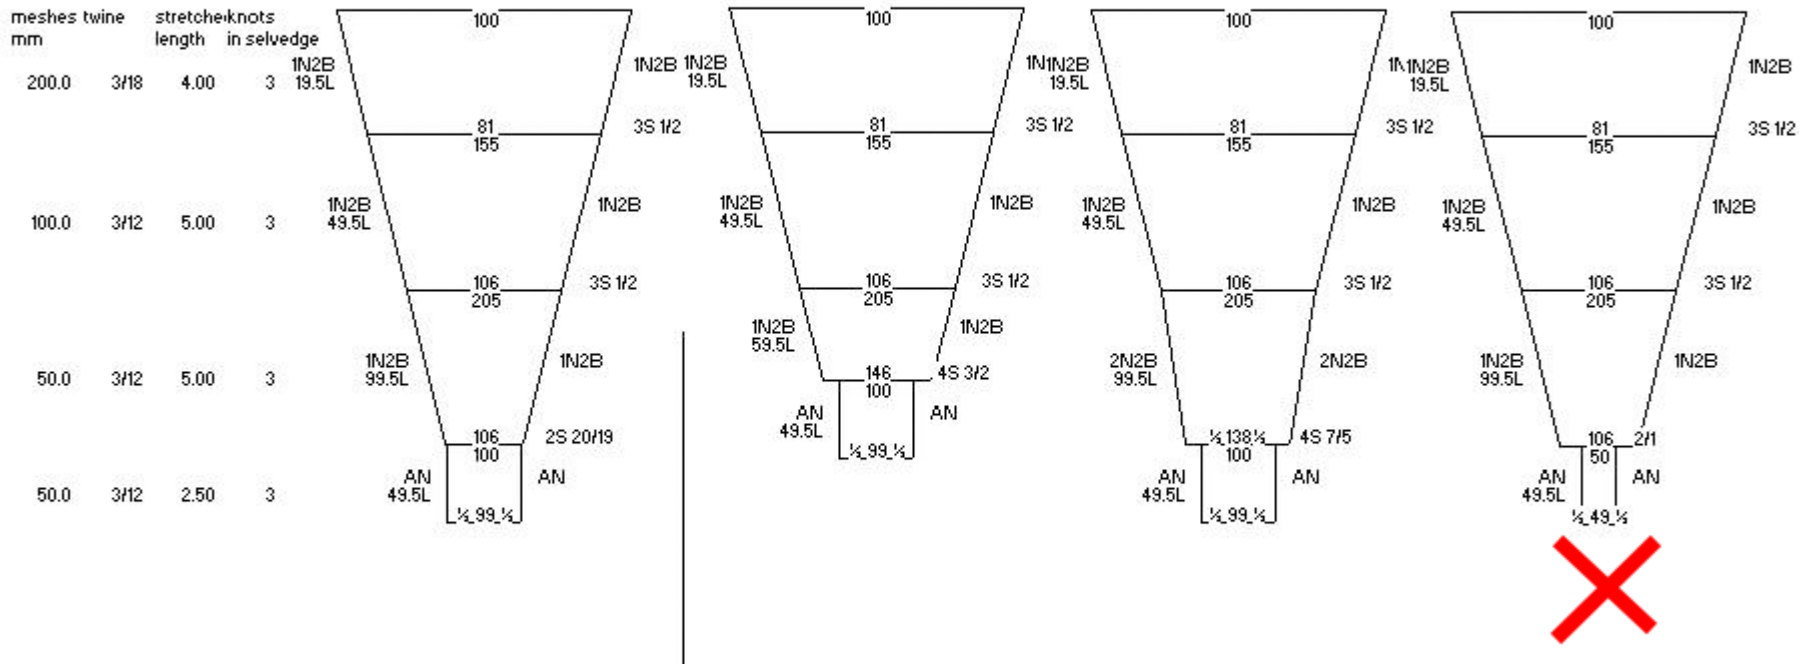 meshes twine stretche knots
mm length in selvedge
200.0 3/18 4.00 3
100.0 3/12 5.00 3
50.0 3/12 5.00 3
50.0 3/12 2.50 3
100
1N2B
19.5L
1N2B
81
155
3S 1/2
1N2B
49.5L
1N2B
106
205
3S 1/2
1N2B
99.5L
1N2B
106
100
2S 20/19
AN
49.5L
AN
½ 99 ½
100
1N2B
19.5L
1N
81
155
3S 1/2
1N2B
49.5L
1N2B
106
205
3S 1/2
1N2B
59.5L
1N2B
146
100
4S 3/2
AN
49.5L
AN
½ 99 ½
100
1N2B
19.5L
81
155
3S 1/2
1N2B
49.5L
1N2B
106
205
3S 1/2
2N2B
99.5L
2N2B
½ 138 ½
100
4S 7/5
AN
49.5L
AN
½ 99 ½
100
1N2B
19.5L
1N2B
81
155
3S 1/2
1N2B
49.5L
1N2B
106
205
3S 1/2
1N2B
99.5L
1N2B
106
50
2/1
AN
49.5L
AN
½ 49 ½